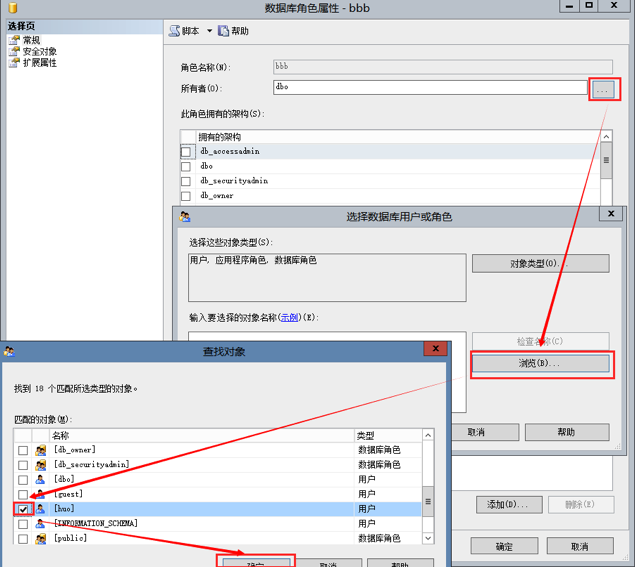 数据库角色属性 - bbb
选择页
常规
安全对象
扩展属性
脚本
帮助
角色名称(N):
bbb
所有者(O):
dbo
...
此角色拥有的架构(S):
拥有的架构
db_accessadmin
dbo
db_securityadmin
db_owner
选择数据库用户或角色
选择这些对象类型(S):
用户, 应用程序角色, 数据库角色
对象类型(O)...
输入要选择的对象名称(示例)(E):
检查名称(C)
浏览(B)...
取消
帮助
添加(D)...
删除(E)
确定
取消
查找对象
找到 18 个匹配所选类型的对象。
匹配的对象(M):
名称
类型
[db_owner]
数据库角色
[db_securityadmin]
数据库角色
[dbo]
用户
[guest]
用户
[huo]
用户
[INFORMATION_SCHEMA]
用户
[public]
数据库角色
确定
取消
帮助